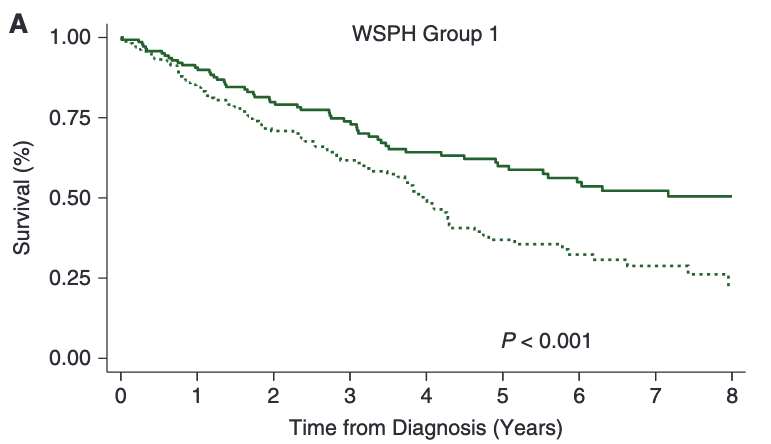 A
WSPH Group 1
Survival (%)
1.00
0.75
0.50
0.25
0.00
P < 0.001
0 1 2 3 4 5 6 7 8
Time from Diagnosis (Years)